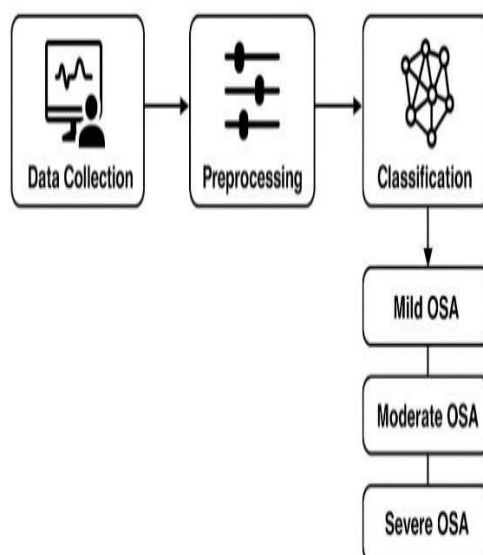 Data Collection
Preprocessing
Classification
Mild OSA
Moderate OSA
Severe OSA